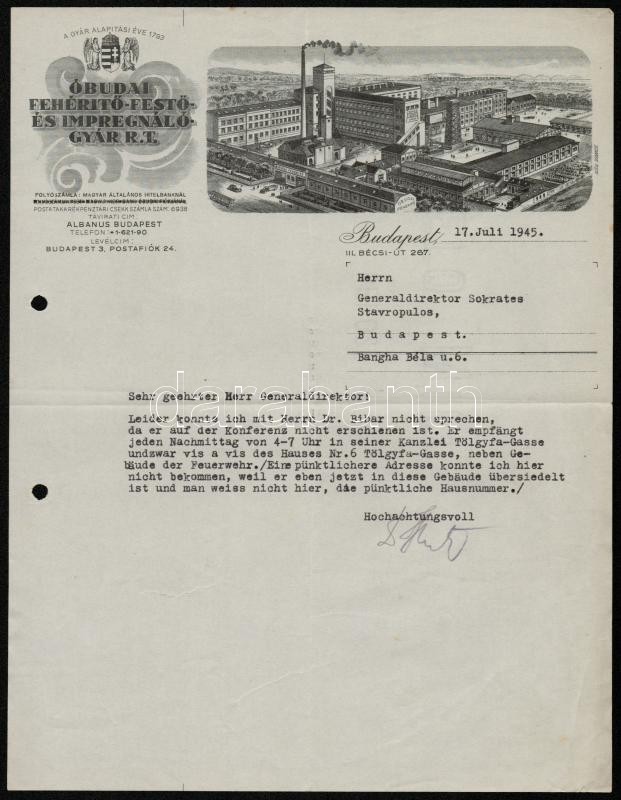 A GYÁR ALAPITÁSI ÉVE 1793
ÓBUDAI
FEHÉRITŐ-FESTŐ-
ÉS IMPREGNÁLÓ-
GYÁR R.T.
FOLYÓSZÁMLA: MAGYAR ÁLTALÁNOS HITELBANKNÁL
POSTATAKARÉKPÉNZTÁRI CSEKKSZÁMLA SZÁM: 6938
TÁVIRATI CIM:
ALBANUS BUDAPEST
TELEFON: *1-621-90
LEVÉLCIM:
BUDAPEST 3, POSTAFIÓK 24.
Budapest, 17.Juli 1945.
III. BÉCSI-ÚT 267.
Herrn
Generaldirektor Sokrates
Stavropulos,
B u d a p e s t.
Bangha Béla u.6.
darabanth
Sehr geehrter Herr Generaldirektor:
Leider konnte ich mit Herrn Dr. Bibar nicht sprechen,
da er auf der Konferenz nicht erschienen ist. Er empfängt
jeden Nachmittag von 4-7 Uhr in seiner Kanzlei Tölgyfa-Gasse
undzwar vis a vis des Hauses Nr.6 Tölgyfa-Gasse, neben Ge-
bäude der Feuerwehr./Eine pünktlichere Adresse konnte ich hier
nicht bekommen, weil er eben jetzt in diese Gebäude übersiedelt
ist und man weiss nicht hier, die pünktliche Hausnummer./
Hochachtungsvoll